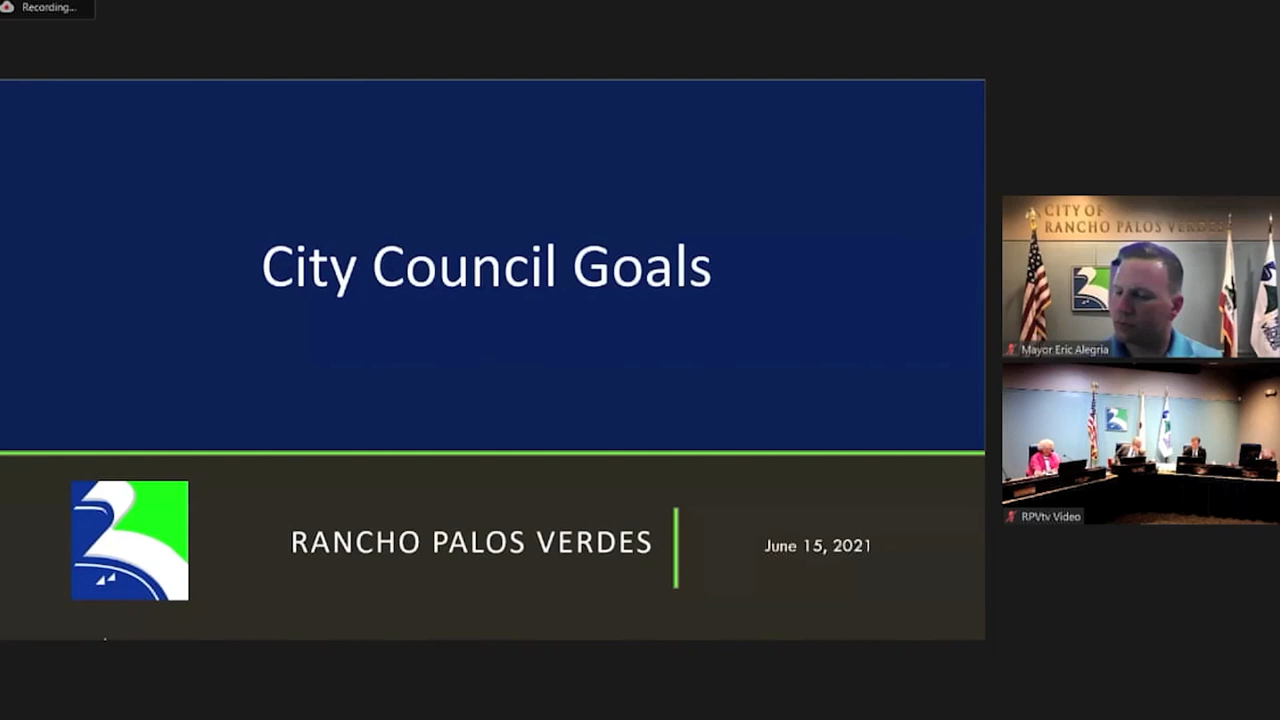 Recording...
City Council Goals
RANCHO PALOS VERDES
June 15, 2021
CITY OF
RANCHO PALOS VERDES
Mayor Eric Alegria
RPVtv Video